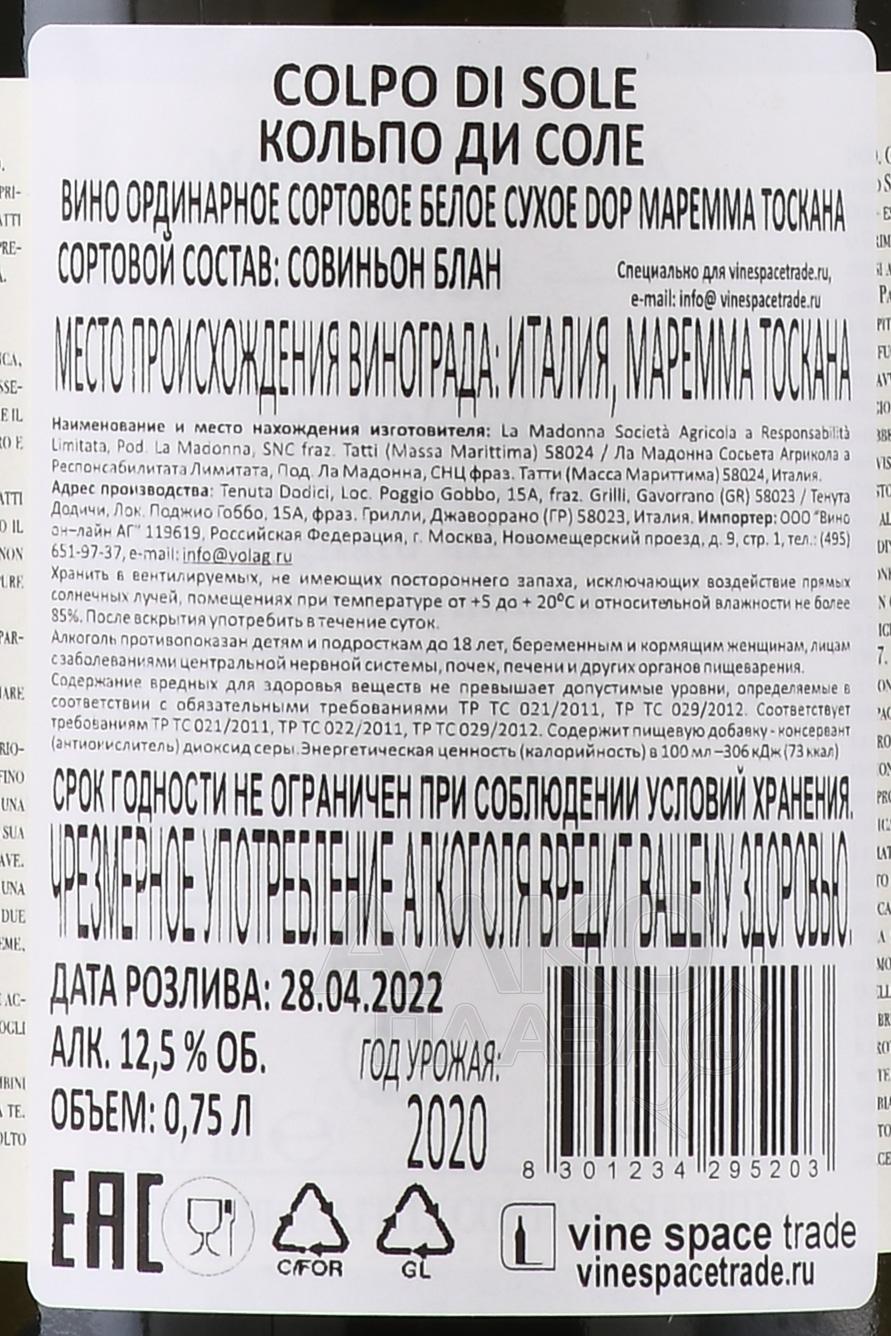 COLPO DI SOLE
КОЛЬПО ДИ СОЛЕ
ВИНО ОРДИНАРНОЕ СОРТОВОЕ БЕЛОЕ СУХОЕ DOP МАРЕММА ТОСКАНА
СОРТОВОЙ СОСТАВ: СОВИНЬОН БЛАН
Специально для vinespacetrade.ru,
e-mail: info@ vinespacetrade.ru
МЕСТО ПРОИСХОЖДЕНИЯ ВИНОГРАДА: ИТАЛИЯ, МАРЕММА ТОСКАНА
Наименование и место нахождения изготовителя: La Madonna Società Agricola a Responsabilità
Limitata, Pod. La Madonna, SNC fraz. Tatti (Massa Marittima) 58024 / Ла Мадонна Сосьета Агрикола а
Респонсабилитата Лимитата, Под. Ла Мадонна, СНЦ фраз. Татти (Масса Мариттима) 58024, Италия.
Адрес производства: Tenuta Dodici, Loc. Poggio Gobbo, 15A, fraz. Grilli, Gavorrano (GR) 58023 / Тенута
Додичи, Лок. Поджио Гоббо, 15А, фраз. Грилли, Джаворрано (ГР) 58023, Италия. Импортер: ООО "Вино
он-лайн АГ" 119619, Российская Федерация, г. Москва, Новомещерский проезд, д. 9, стр. 1, тел.: (495)
651-97-37, e-mail: info@volag.ru
Хранить в вентилируемых, не имеющих постороннего запаха, исключающих воздействие прямых
солнечных лучей, помещениях при температуре от +5 до + 20°С и относительной влажности не более
85%. После вскрытия употребить в течение суток.
Алкоголь противопоказан детям и подросткам до 18 лет, беременным и кормящим женщинам, лицам
с заболеваниями центральной нервной системы, почек, печени и других органов пищеварения.
Содержание вредных для здоровья веществ не превышает допустимые уровни, определяемые в
соответствии с обязательными требованиями ТР ТС 021/2011, ТР ТС 029/2012. Соответствует
требованиям ТР ТС 021/2011, ТР ТС 022/2011, ТР ТС 029/2012. Содержит пищевую добавку - консервант
(антиокислитель) диоксид серы. Энергетическая ценность (калорийность) в 100 мл –306 кДж (73 ккал)
СРОК ГОДНОСТИ НЕ ОГРАНИЧЕН ПРИ СОБЛЮДЕНИИ УСЛОВИЙ ХРАНЕНИЯ.
ЧРЕЗМЕРНОЕ УПОТРЕБЛЕНИЕ АЛКОГОЛЯ ВРЕДИТ ВАШЕМУ ЗДОРОВЬЮ.
ДАТА РОЗЛИВА: 28.04.2022
АЛК. 12,5 % ОБ.
ГОД УРОЖАЯ:
ОБЪЕМ: 0,75 Л
2020
8 301234 295203
EAC
C/FOR
GL
vine space trade
vinespacetrade.ru
АЛКО
ПЛАВА